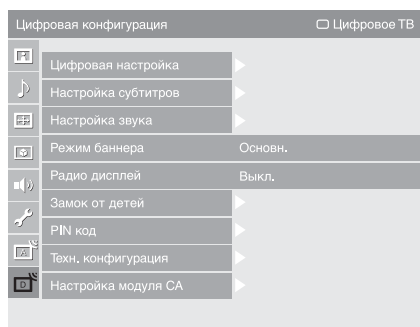 Цифровая конфигурация Цифровое ТВ
Цифровая настройка
Настройка субтитров
Настройка звука
Режим баннера Основн.
Радио дисплей Выкл.
Замок от детей
PIN код
Техн. конфигурация
Настройка модуля CA
A
D